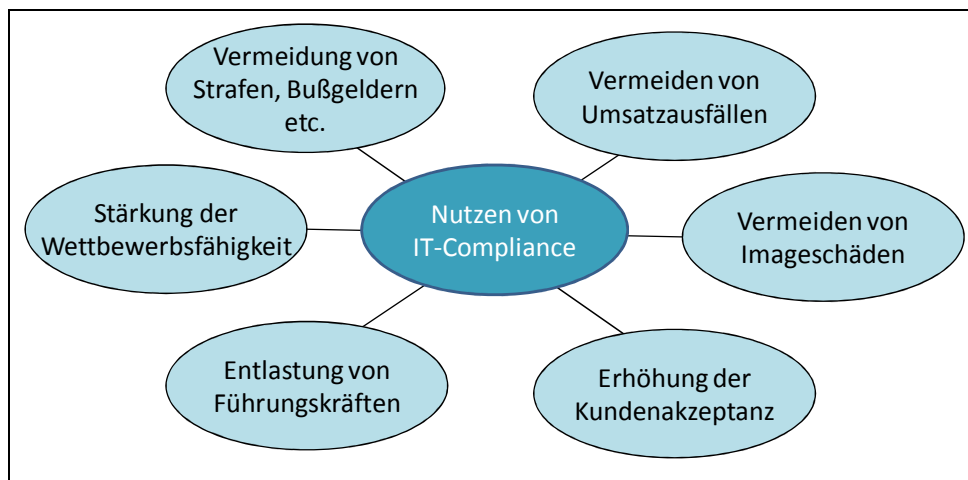 Vermeidung von
Strafen, Bußgeldern
etc.
Vermeiden von
Umsatzausfällen
Stärkung der
Wettbewerbsfähigkeit
Nutzen von
IT-Compliance
Vermeiden von
Imageschäden
Entlastung von
Führungskräften
Erhöhung der
Kundenakzeptanz